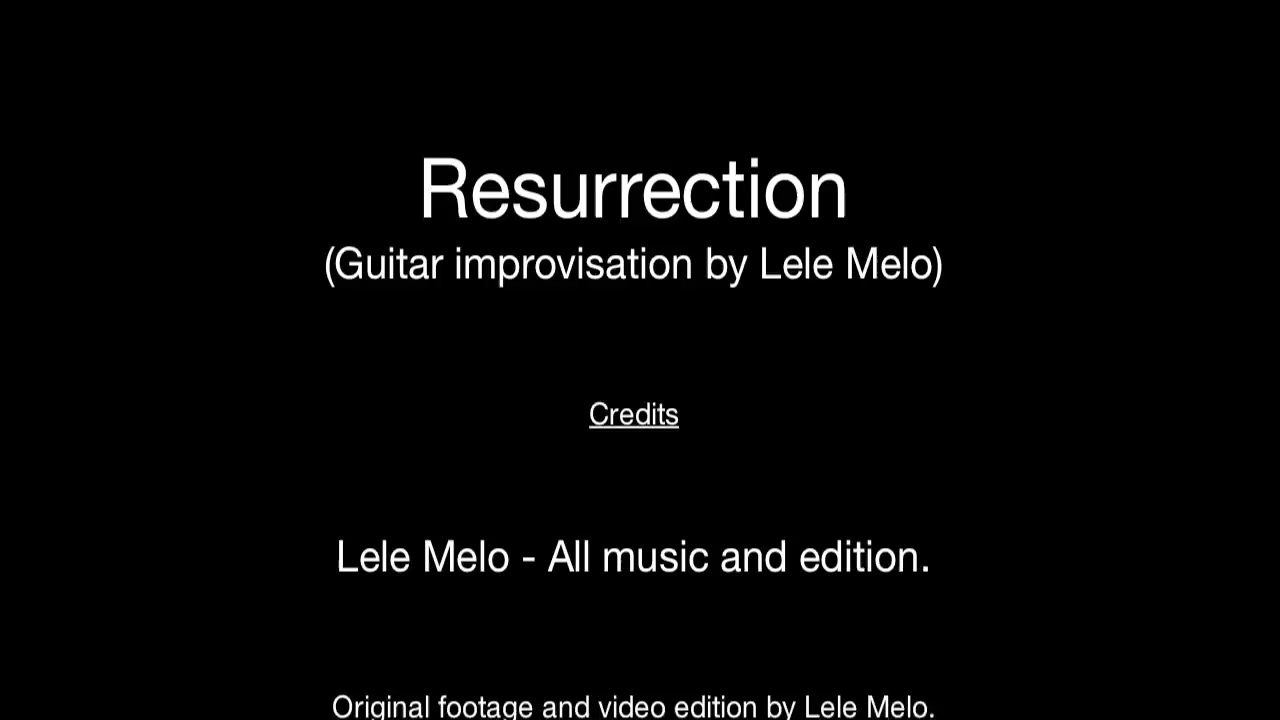 Resurrection
(Guitar improvisation by Lele Melo)
Credits
Lele Melo - All music and edition.
Original footage and video edition by Lele Melo.